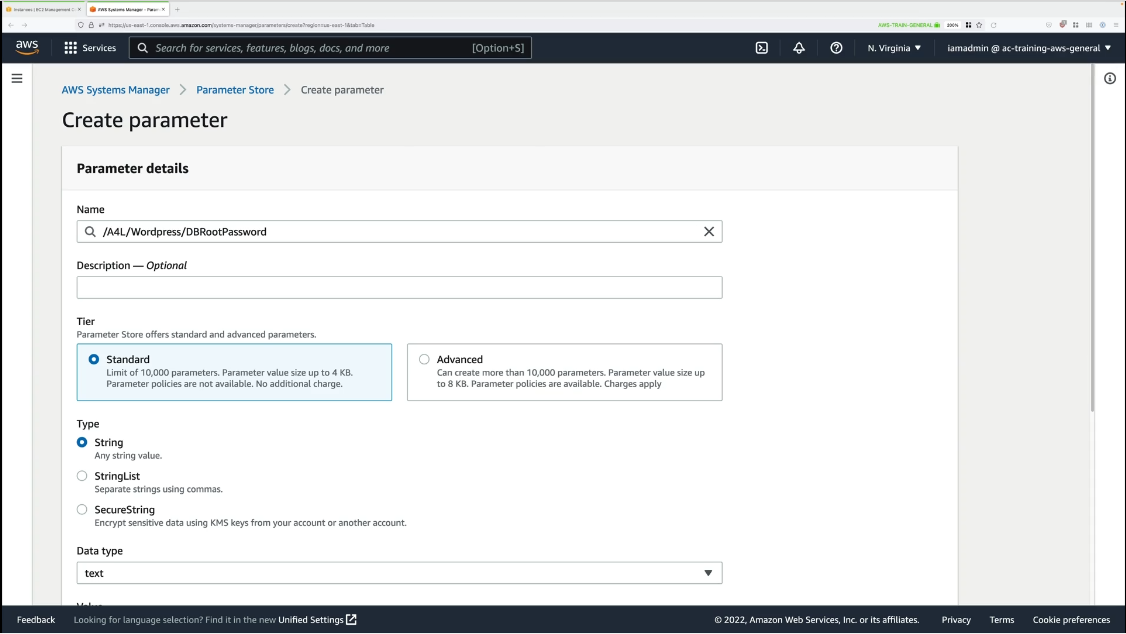 Instances | EC2 Management C
AWS Systems Manager - Param
https://us-east-1.console.aws.amazon.com/systems-manager/parameters/create?region=us-east-1&tab=Table
AWS-TRAIN-GENERAL
200%
aws
Services
Search for services, features, blogs, docs, and more
[Option+S]
N. Virginia
iamadmin @ ac-training-aws-general
AWS Systems Manager
Parameter Store
Create parameter
Create parameter
Parameter details
Name
/A4L/Wordpress/DBRootPassword
Description — Optional
Tier
Parameter Store offers standard and advanced parameters.
Standard
Limit of 10,000 parameters. Parameter value size up to 4 KB.
Parameter policies are not available. No additional charge.
Advanced
Can create more than 10,000 parameters. Parameter value size up
to 8 KB. Parameter policies are available. Charges apply
Type
String
Any string value.
StringList
Separate strings using commas.
SecureString
Encrypt sensitive data using KMS keys from your account or another account.
Data type
text
Value
Feedback
Looking for language selection? Find it in the new Unified Settings
© 2022, Amazon Web Services, Inc. or its affiliates.
Privacy
Terms
Cookie preferences